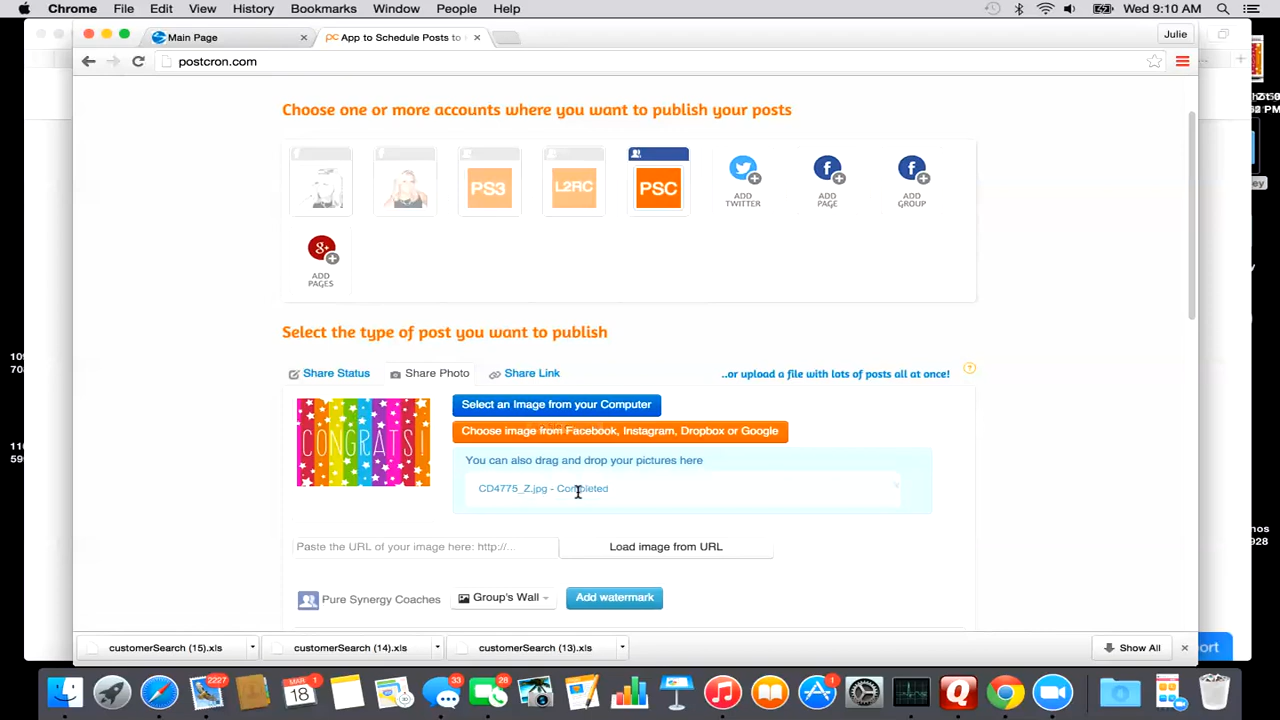 Chrome File Edit View History Bookmarks Window People Help Wed 9:10 AM
Main Page × App to Schedule Posts to × Julie
postcron.com
Choose one or more accounts where you want to publish your posts
PS3 L2RC PSC
ADD TWITTER
ADD PAGE
ADD GROUP
ADD PAGES
Select the type of post you want to publish
Share Status Share Photo Share Link ..or upload a file with lots of posts all at once! ?
CONGRATS!
Select an Image from your Computer
Choose image from Facebook, Instagram, Dropbox or Google
You can also drag and drop your pictures here
CD4775_Z.jpg - Completed
Paste the URL of your image here: http://... Load image from URL
Pure Synergy Coaches Group's Wall Add watermark
customerSearch (15).xls customerSearch (14).xls customerSearch (13).xls Show All ×
2227 MAR 18 1 33 28 1